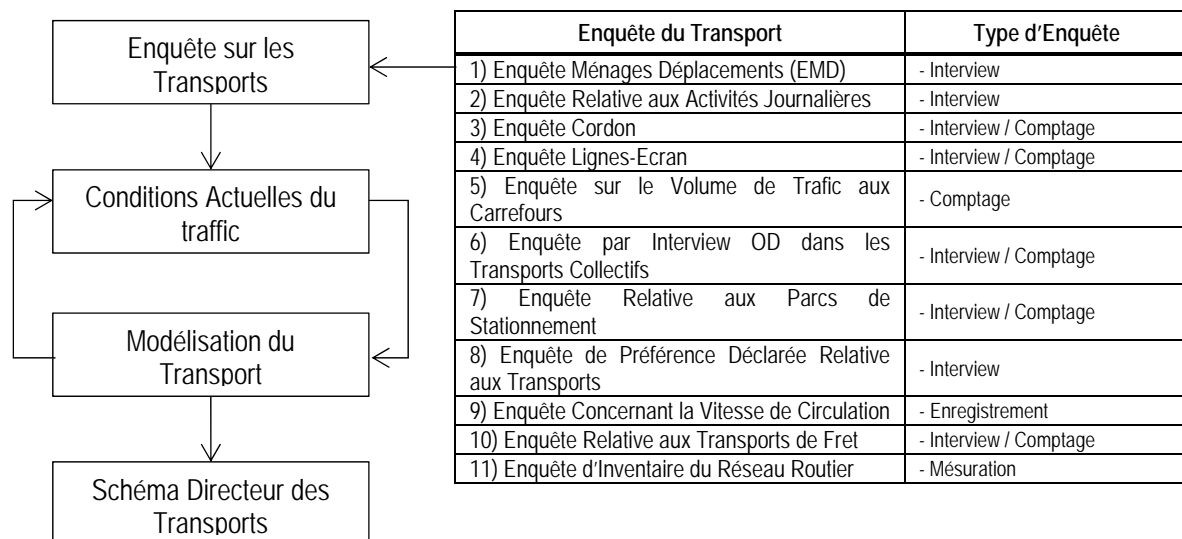 Enquête sur les
Transports
Conditions Actuelles du
traffic
Modélisation du
Transport
Schéma Directeur des
Transports
Enquête du Transport
Type d'Enquête
1) Enquête Ménages Déplacements (EMD)
- Interview
2) Enquête Relative aux Activités Journalières
- Interview
3) Enquête Cordon
- Interview / Comptage
4) Enquête Lignes-Ecran
- Interview / Comptage
5) Enquête sur le Volume de Trafic aux
Carrefours
- Comptage
6) Enquête par Interview OD dans les
Transports Collectifs
- Interview / Comptage
7) Enquête Relative aux Parcs de
Stationnement
- Interview / Comptage
8) Enquête de Préférence Déclarée Relative
aux Transports
- Interview
9) Enquête Concernant la Vitesse de Circulation
- Enregistrement
10) Enquête Relative aux Transports de Fret
- Interview / Comptage
11) Enquête d'Inventaire du Réseau Routier
- Mésuration